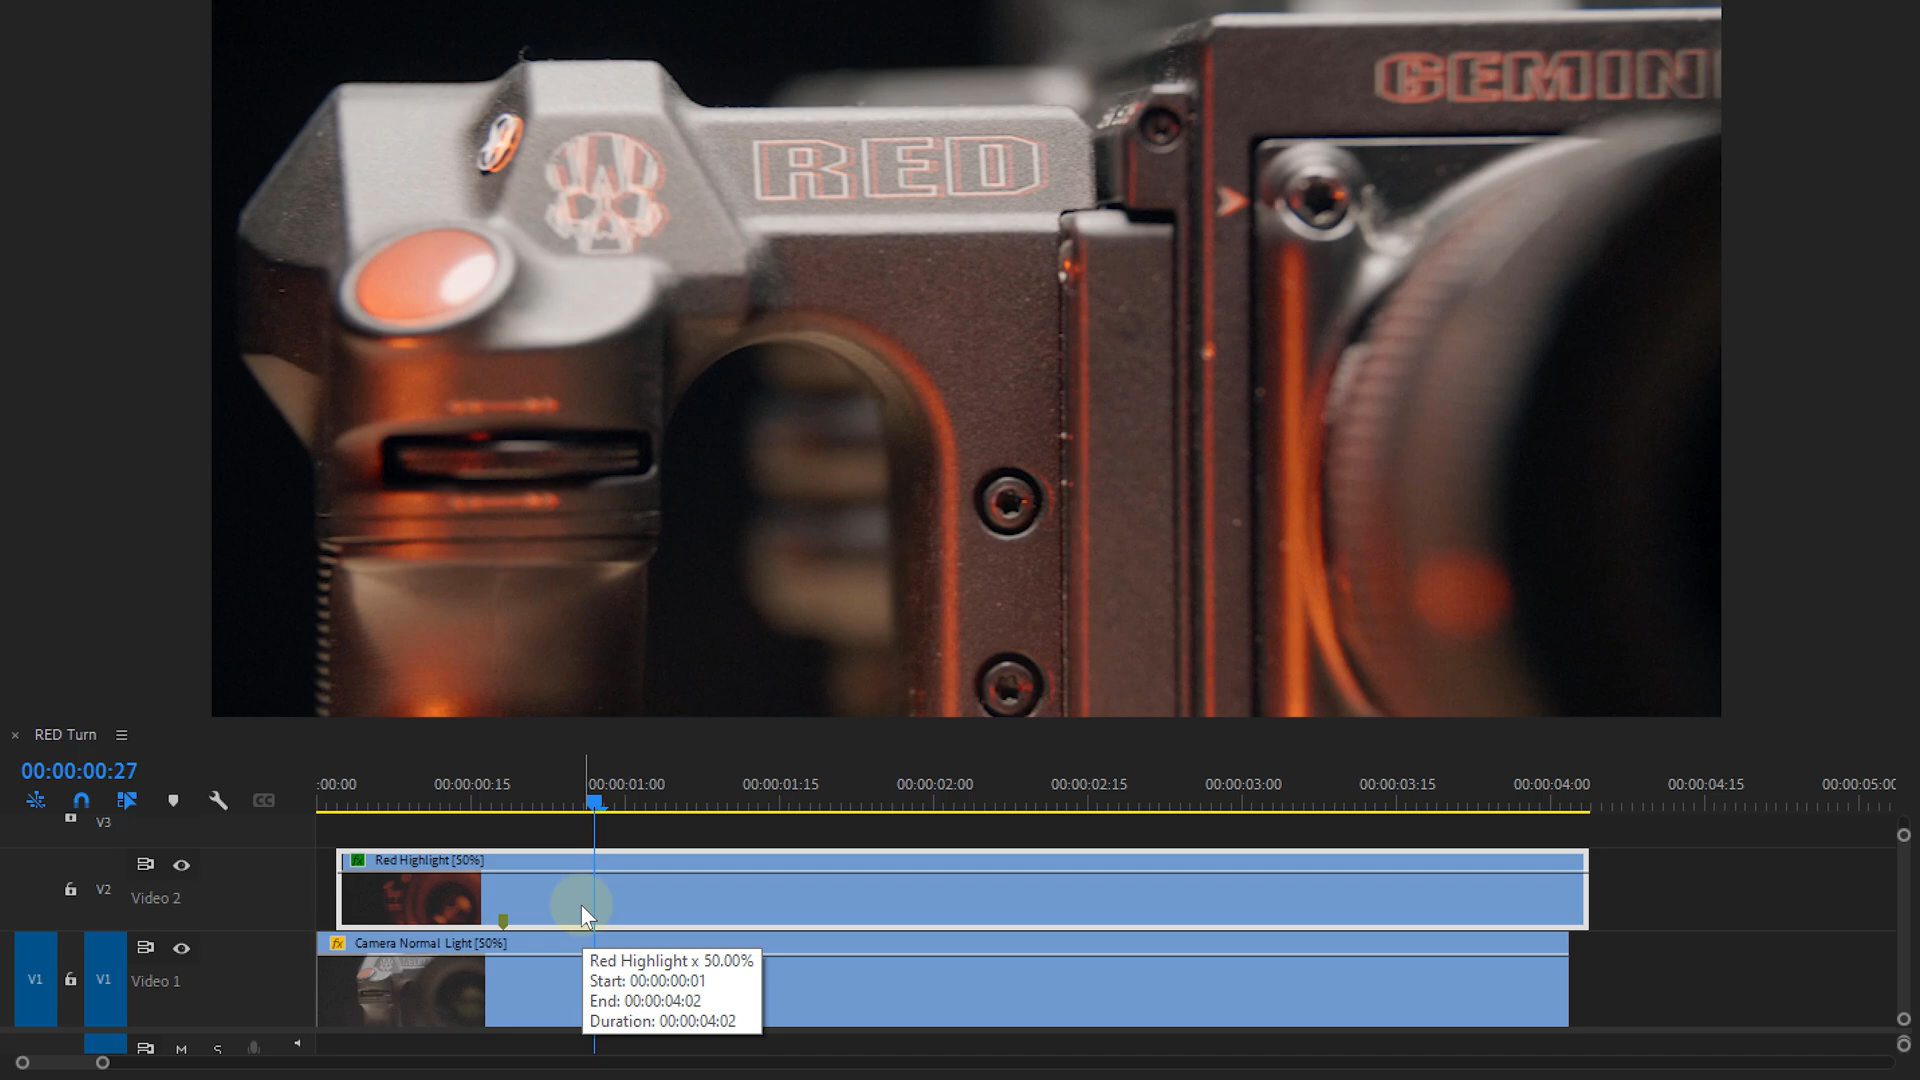 GEMIN
RED
× RED Turn
00:00:00:27
:00:00 00:00:00:15 00:00:01:00 00:00:01:15 00:00:02:00 00:00:02:15 00:00:03:00 00:00:03:15 00:00:04:00 00:00:04:15 00:00:05:00
CC
V3
fx Red Highlight [50%]
V2 Video 2
fx Camera Normal Light [50%]
V1 V1 Video 1
Red Highlight x 50.00%
Start: 00:00:00:01
End: 00:00:04:02
Duration: 00:00:04:02
M S